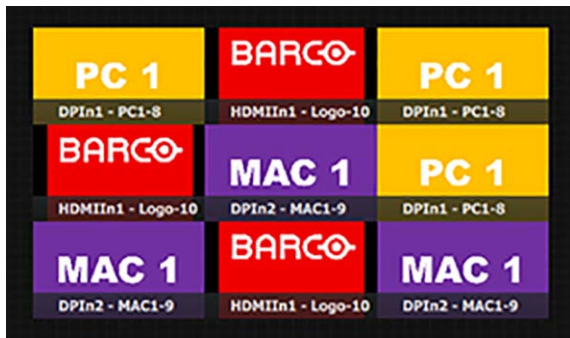 PC 1
BARCO
PC 1
DPIn1 - PC1-8
HDMIIn1 - Logo-10
DPIn1 - PC1-8
BARCO
MAC 1
PC 1
HDMIIn1 - Logo-10
DPIn2 - MAC1-9
DPIn1 - PC1-8
MAC 1
BARCO
MAC 1
DPIn2 - MAC1-9
HDMIIn1 - Logo-10
DPIn2 - MAC1-9